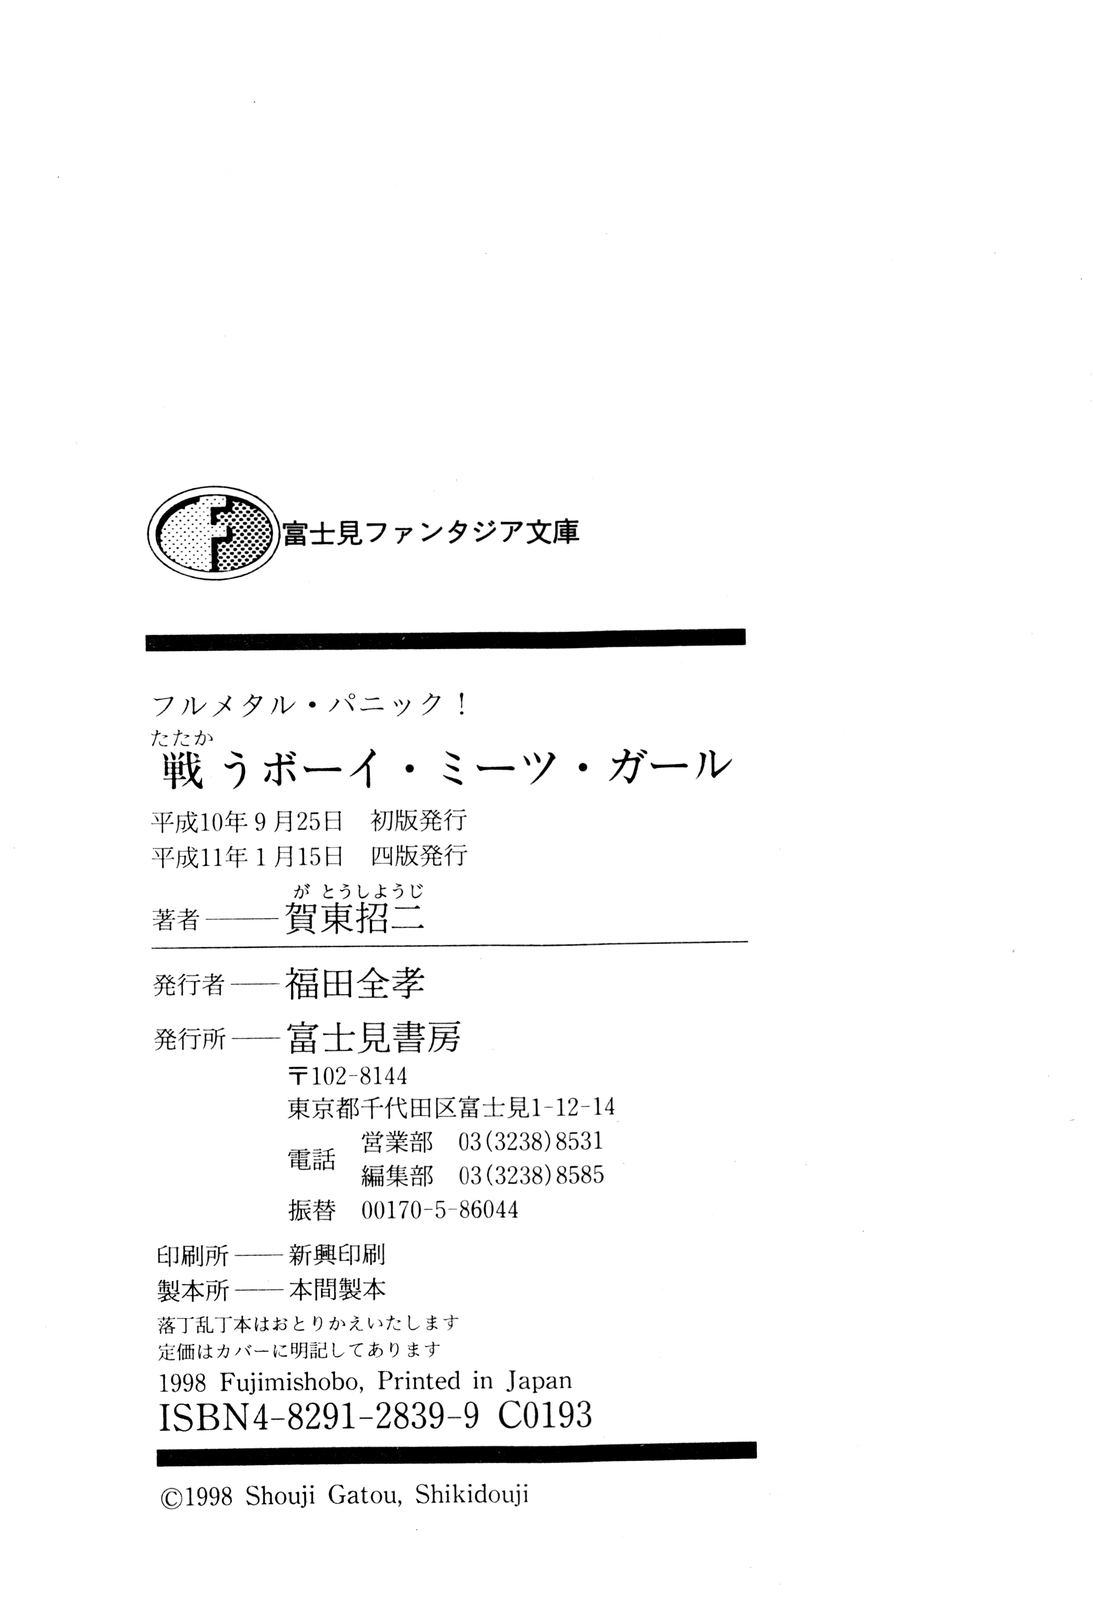 富士見ファンタジア文庫
フルメタル・パニック!
たたか
戦うボーイ・ミーツ・ガール
平成10年9月25日 初版発行
平成11年1月15日 四版発行
が とうしようじ
著者――賀東招二
発行者――福田全孝
発行所――富士見書房
〒102-8144
東京都千代田区富士見1-12-14
電話 営業部 03(3238)8531
編集部 03(3238)8585
振替 00170-5-86044
印刷所――新興印刷
製本所――本間製本
落丁乱丁本はおとりかえいたします
定価はカバーに明記してあります
1998 Fujimishobo, Printed in Japan
ISBN4-8291-2839-9 C0193
©1998 Shouji Gatou, Shikidouji